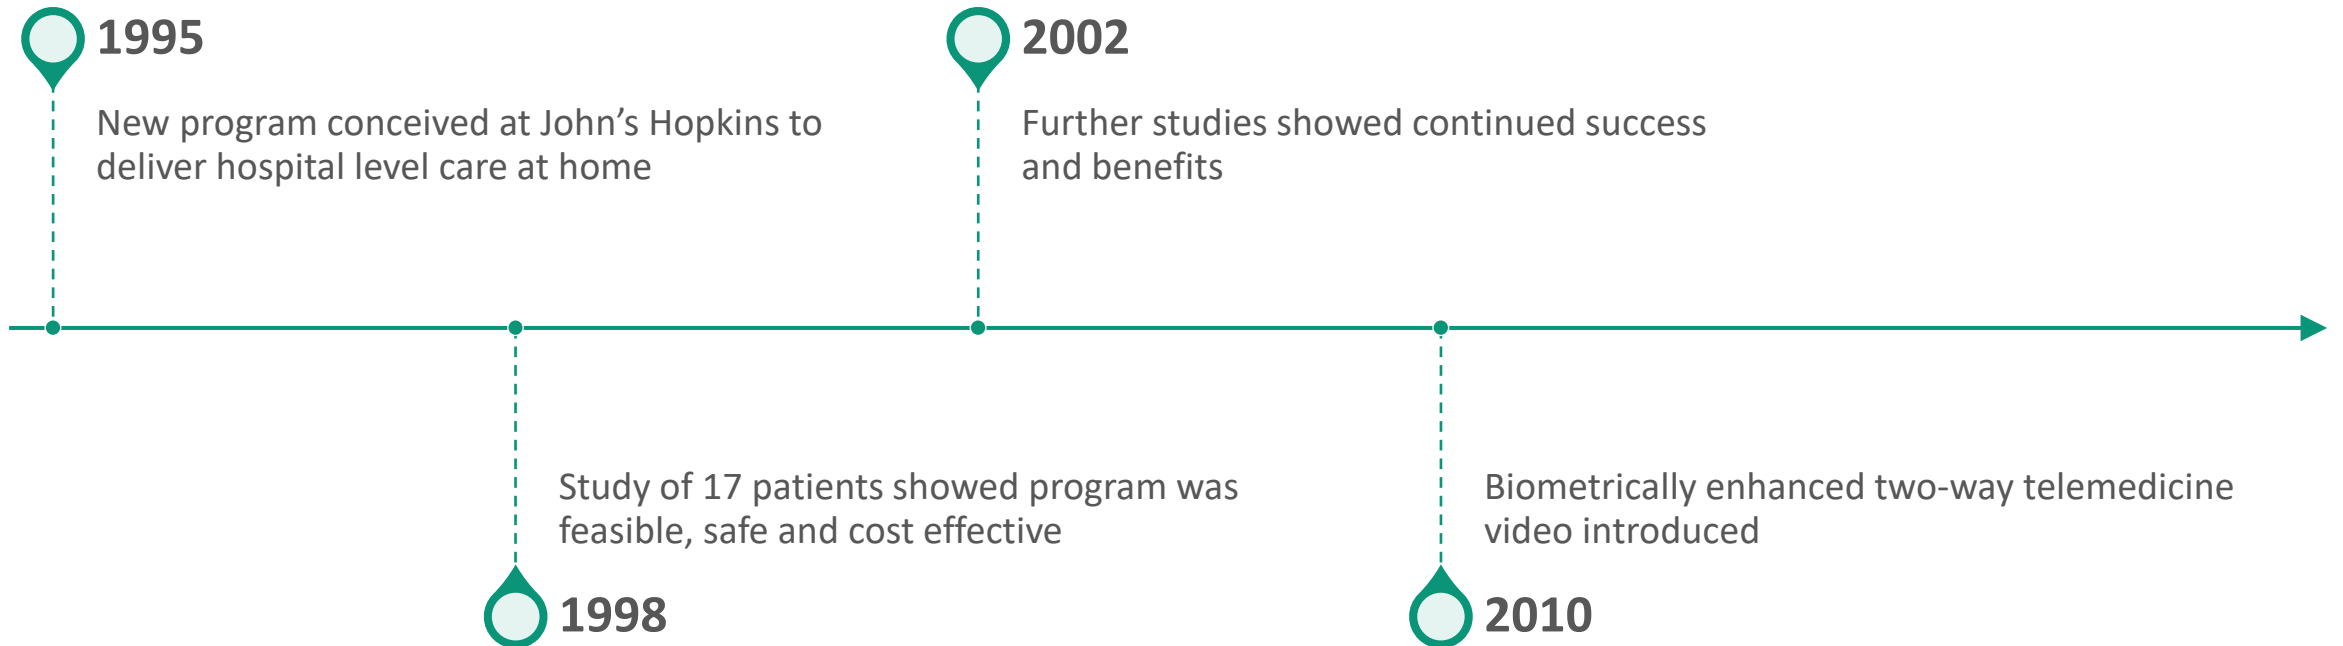 1995
New program conceived at John’s Hopkins to
deliver hospital level care at home
Study of 17 patients showed program was
feasible, safe and cost effective
1998
2002
Further studies showed continued success
and benefits
Biometrically enhanced two-way telemedicine
video introduced
2010